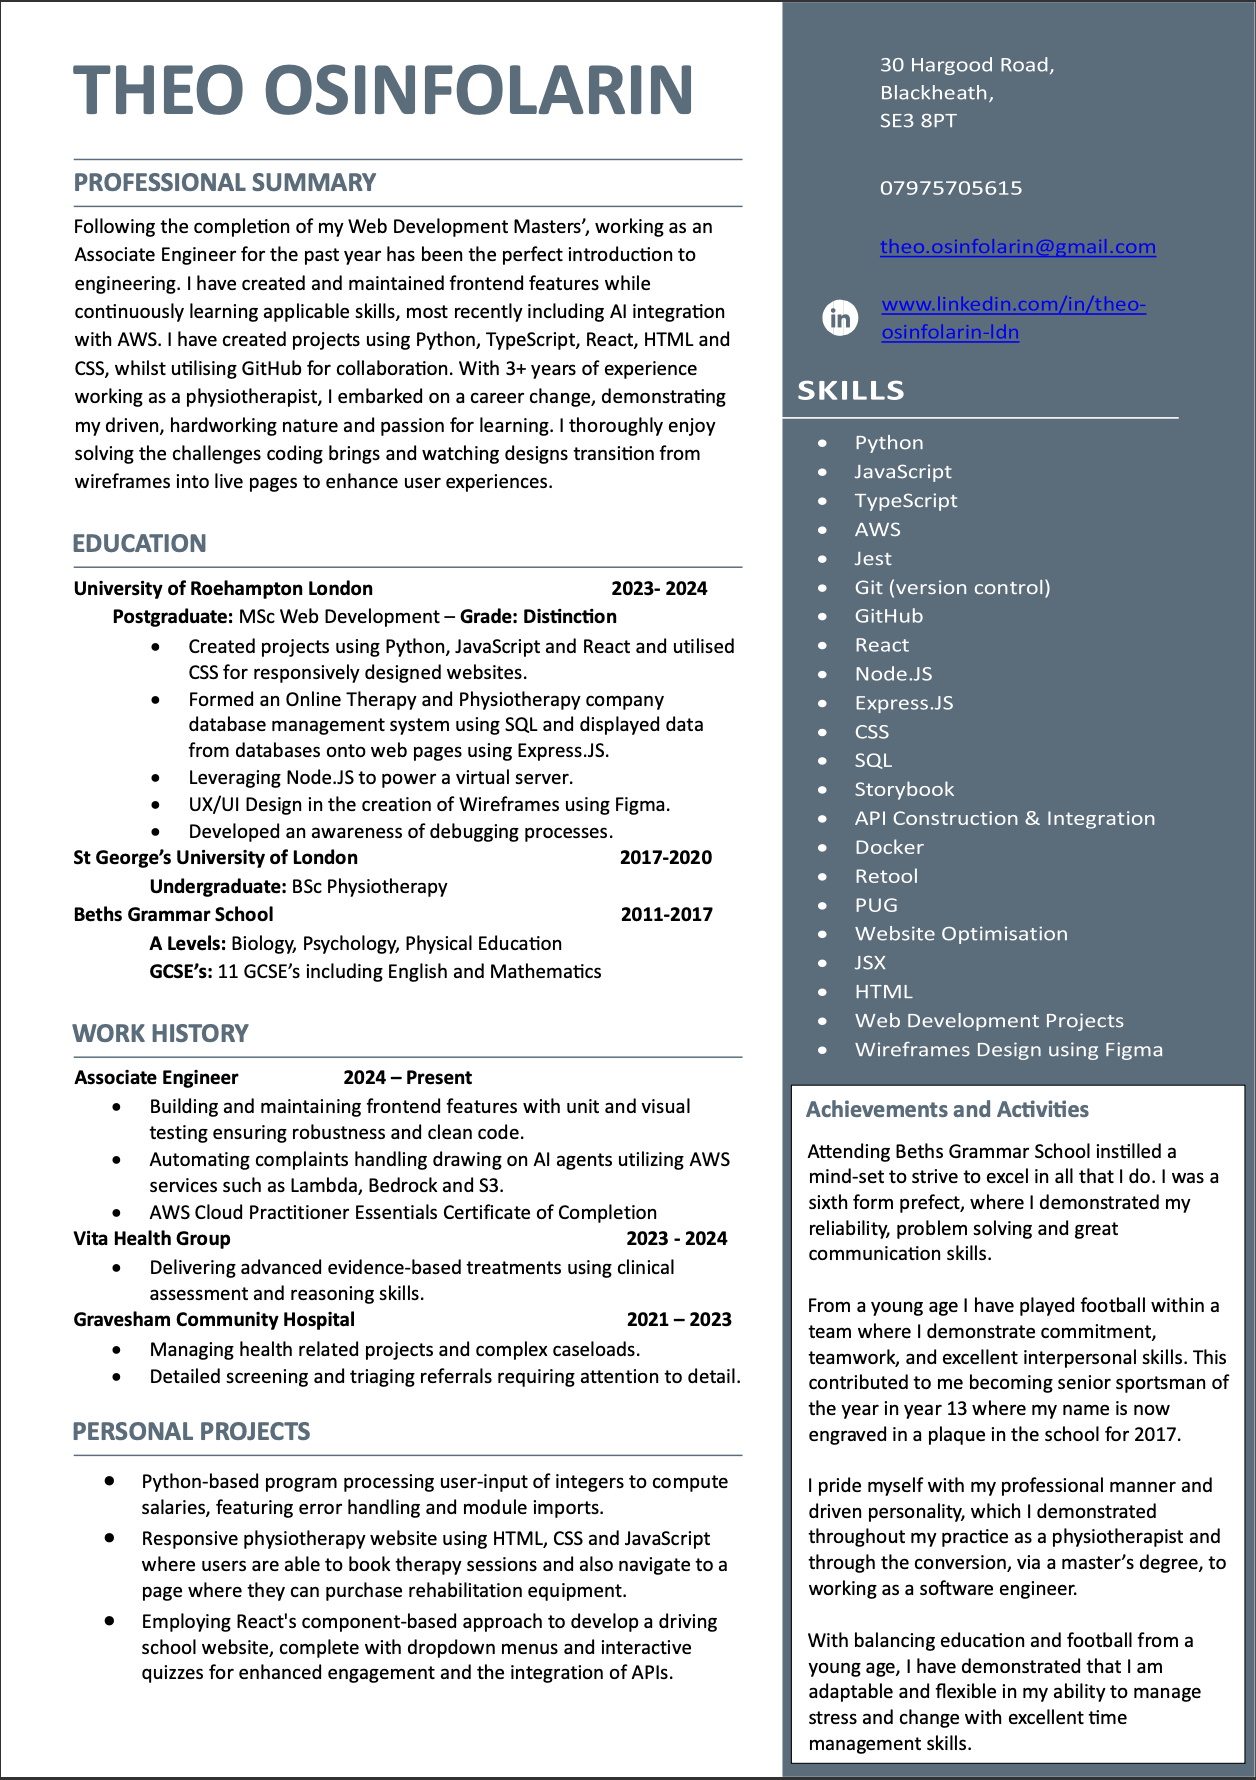 THEO OSINFOLARIN
PROFESSIONAL SUMMARY
Following the completion of my Web Development Masters’, working as an
Associate Engineer for the past year has been the perfect introduction to
engineering. I have created and maintained frontend features while
continuously learning applicable skills, most recently including AI integration
with AWS. I have created projects using Python, TypeScript, React, HTML and
CSS, whilst utilising GitHub for collaboration. With 3+ years of experience
working as a physiotherapist, I embarked on a career change, demonstrating
my driven, hardworking nature and passion for learning. I thoroughly enjoy
solving the challenges coding brings and watching designs transition from
wireframes into live pages to enhance user experiences.
EDUCATION
University of Roehampton London 2023- 2024
Postgraduate: MSc Web Development – Grade: Distinction
• Created projects using Python, JavaScript and React and utilised
CSS for responsively designed websites.
• Formed an Online Therapy and Physiotherapy company
database management system using SQL and displayed data
from databases onto web pages using Express.JS.
• Leveraging Node.JS to power a virtual server.
• UX/UI Design in the creation of Wireframes using Figma.
• Developed an awareness of debugging processes.
St George’s University of London 2017-2020
Undergraduate: BSc Physiotherapy
Beths Grammar School 2011-2017
A Levels: Biology, Psychology, Physical Education
GCSE’s: 11 GCSE’s including English and Mathematics
WORK HISTORY
Associate Engineer 2024 – Present
• Building and maintaining frontend features with unit and visual
testing ensuring robustness and clean code.
• Automating complaints handling drawing on AI agents utilizing AWS
services such as Lambda, Bedrock and S3.
• AWS Cloud Practitioner Essentials Certificate of Completion
Vita Health Group 2023 - 2024
• Delivering advanced evidence-based treatments using clinical
assessment and reasoning skills.
Gravesham Community Hospital 2021 – 2023
• Managing health related projects and complex caseloads.
• Detailed screening and triaging referrals requiring attention to detail.
PERSONAL PROJECTS
• Python-based program processing user-input of integers to compute
salaries, featuring error handling and module imports.
• Responsive physiotherapy website using HTML, CSS and JavaScript
where users are able to book therapy sessions and also navigate to a
page where they can purchase rehabilitation equipment.
• Employing React's component-based approach to develop a driving
school website, complete with dropdown menus and interactive
quizzes for enhanced engagement and the integration of APIs.
30 Hargood Road,
Blackheath,
SE3 8PT
07975705615
theo.osinfolarin@gmail.com
in
www.linkedin.com/in/theo-
osinfolarin-ldn
SKILLS
• Python
• JavaScript
• TypeScript
• AWS
• Jest
• Git (version control)
• GitHub
• React
• Node.JS
• Express.JS
• CSS
• SQL
• Storybook
• API Construction & Integration
• Docker
• Retool
• PUG
• Website Optimisation
• JSX
• HTML
• Web Development Projects
• Wireframes Design using Figma
Achievements and Activities
Attending Beths Grammar School instilled a
mind-set to strive to excel in all that I do. I was a
sixth form prefect, where I demonstrated my
reliability, problem solving and great
communication skills.
From a young age I have played football within a
team where I demonstrate commitment,
teamwork, and excellent interpersonal skills. This
contributed to me becoming senior sportsman of
the year in year 13 where my name is now
engraved in a plaque in the school for 2017.
I pride myself with my professional manner and
driven personality, which I demonstrated
throughout my practice as a physiotherapist and
through the conversion, via a master’s degree, to
working as a software engineer.
With balancing education and football from a
young age, I have demonstrated that I am
adaptable and flexible in my ability to manage
stress and change with excellent time
management skills.